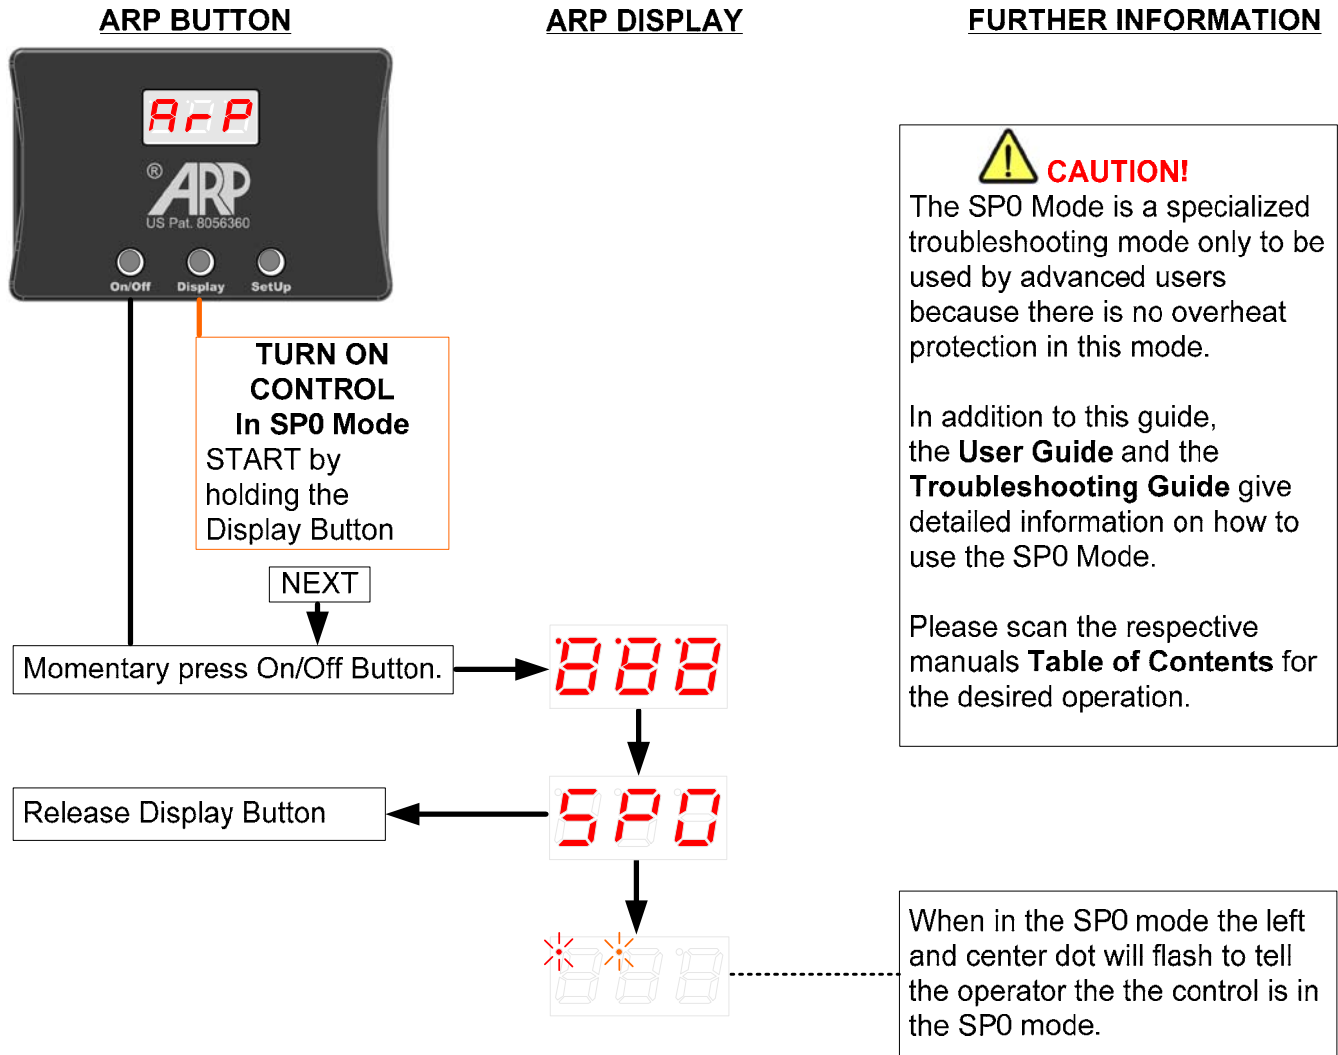 ARP BUTTON
ARP DISPLAY
FURTHER INFORMATION
ArP
®
ARP
US Pat. 8056360
On/Off Display SetUp
TURN ON
CONTROL
In SP0 Mode
START by
holding the
Display Button
NEXT
Momentary press On/Off Button.
888
Release Display Button
SP0
CAUTION!
The SP0 Mode is a specialized
troubleshooting mode only to be
used by advanced users
because there is no overheat
protection in this mode.
In addition to this guide,
the User Guide and the
Troubleshooting Guide give
detailed information on how to
use the SP0 Mode.
Please scan the respective
manuals Table of Contents for
the desired operation.
When in the SP0 mode the left
and center dot will flash to tell
the operator the the control is in
the SP0 mode.